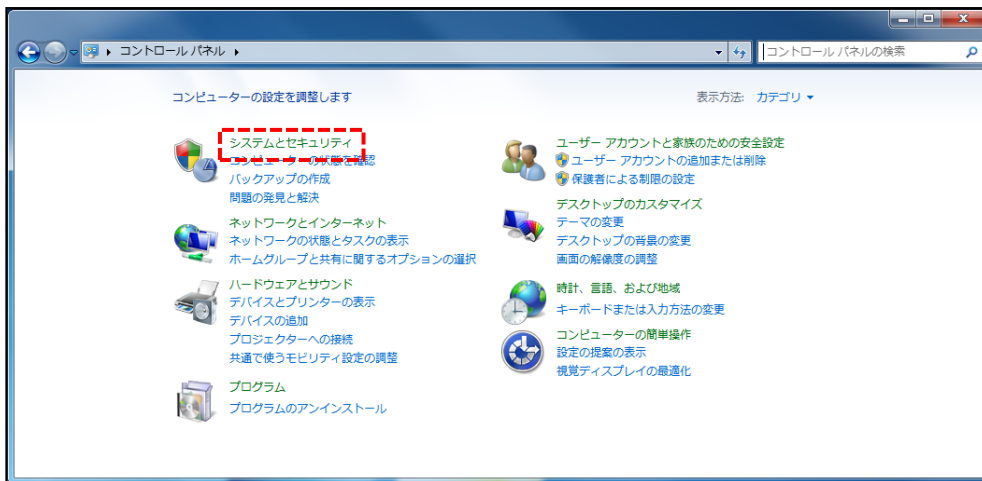 コントロール パネル
コントロール パネルの検索
コンピューターの設定を調整します
表示方法: カテゴリ
システムとセキュリティ
コンピューターの状態を確認
バックアップの作成
問題の発見と解決
ネットワークとインターネット
ネットワークの状態とタスクの表示
ホームグループと共有に関するオプションの選択
ハードウェアとサウンド
デバイスとプリンターの表示
デバイスの追加
プロジェクターへの接続
共通で使うモビリティ設定の調整
プログラム
プログラムのアンインストール
ユーザー アカウントと家族のための安全設定
ユーザー アカウントの追加または削除
保護者による制限の設定
デスクトップのカスタマイズ
テーマの変更
デスクトップの背景の変更
画面の解像度の調整
時計、言語、および地域
キーボードまたは入力方法の変更
コンピューターの簡単操作
設定の提案の表示
視覚ディスプレイの最適化